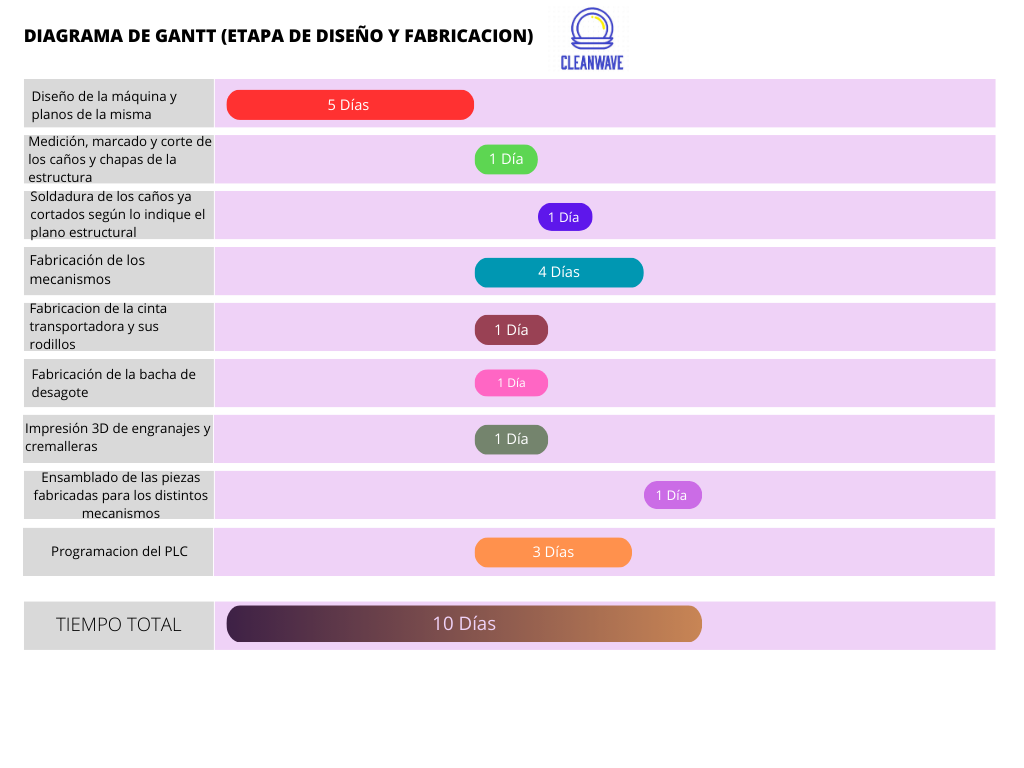 DIAGRAMA DE GANTT (ETAPA DE DISEÑO Y FABRICACION)
CLEANWAVE
Diseño de la máquina y
planos de la misma
5 Días
Medición, marcado y corte de
los caños y chapas de la
estructura
1 Día
Soldadura de los caños ya
cortados según lo indique el
plano estructural
1 Día
Fabricación de los
mecanismos
4 Días
Fabricacion de la cinta
transportadora y sus
rodillos
1 Día
Fabricación de la bacha de
desagote
1 Día
Impresión 3D de engranajes y
cremalleras
1 Día
Ensamblado de las piezas
fabricadas para los distintos
mecanismos
1 Día
Programacion del PLC
3 Días
TIEMPO TOTAL
10 Días